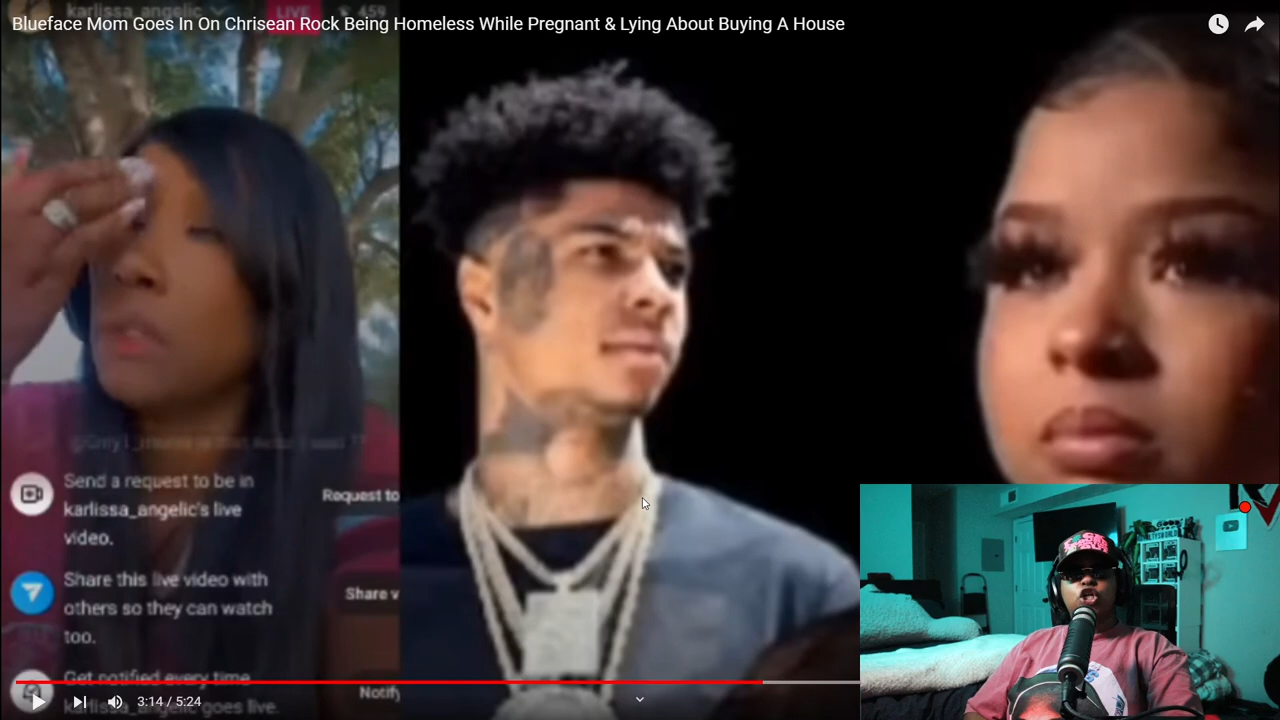 karlissa_angelic
LIVE
459
Blueface Mom Goes In On Chrisean Rock Being Homeless While Pregnant & Lying About Buying A House
Send a request to be in
karlissa_angelic's live
video.
Request to
Share this live video with
others so they can watch
too.
Share v
Get notified every time
karlissa_angelic goes live.
Notify
3:14 / 5:24